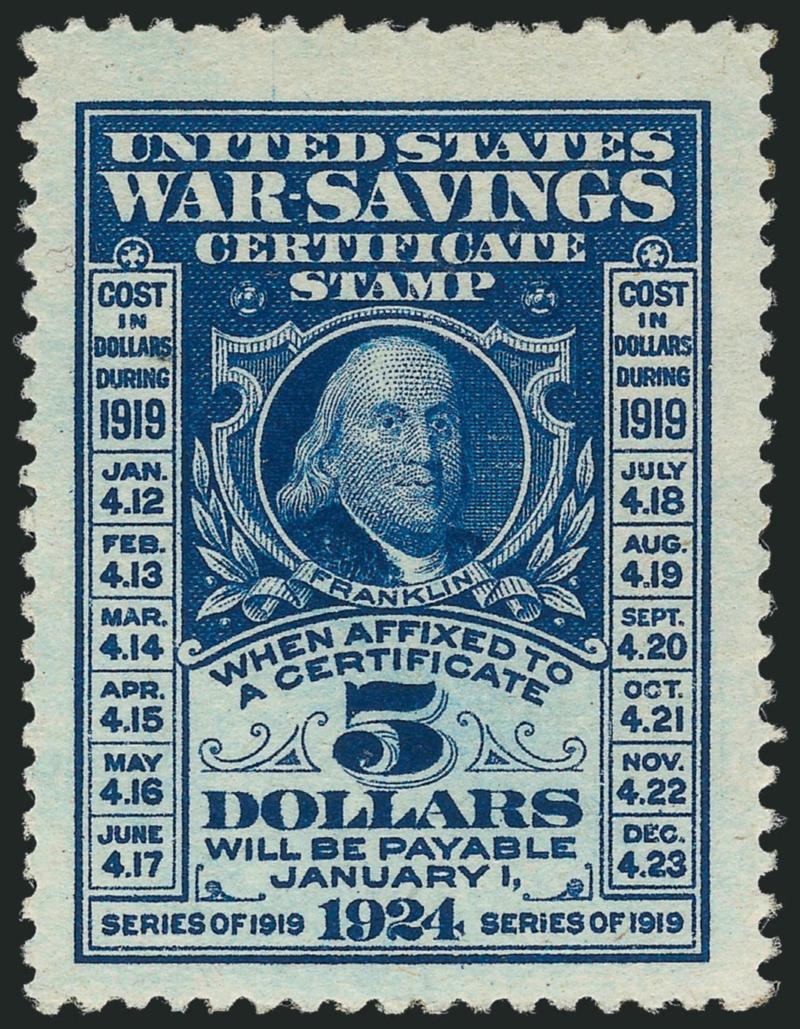 UNITED STATES
WAR-SAVINGS
CERTIFICATE
STAMP
COST
IN
DOLLARS
DURING
1919
JAN.
4.12
FEB.
4.13
MAR.
4.14
APR.
4.15
MAY
4.16
JUNE
4.17
COST
IN
DOLLARS
DURING
1919
JULY
4.18
AUG.
4.19
SEPT.
4.20
OCT.
4.21
NOV.
4.22
DEC.
4.23
FRANKLIN
WHEN AFFIXED TO
A CERTIFICATE
5
DOLLARS
WILL BE PAYABLE
JANUARY 1,
SERIES OF 1919 1924 SERIES OF 1919